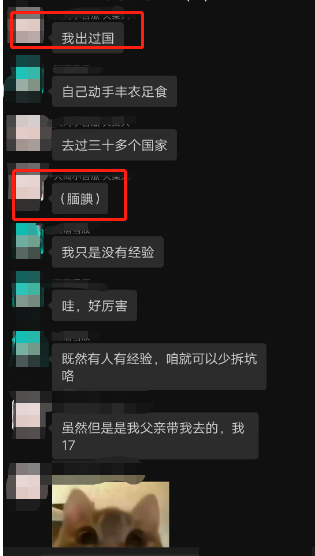 我出过国
自己动手丰衣足食
去过三十多个国家
（腼腆）
我只是没有经验
哇，好厉害
既然有人有经验，咱就可以少拆坑
咯
虽然但是是我父亲带我去的，我
17